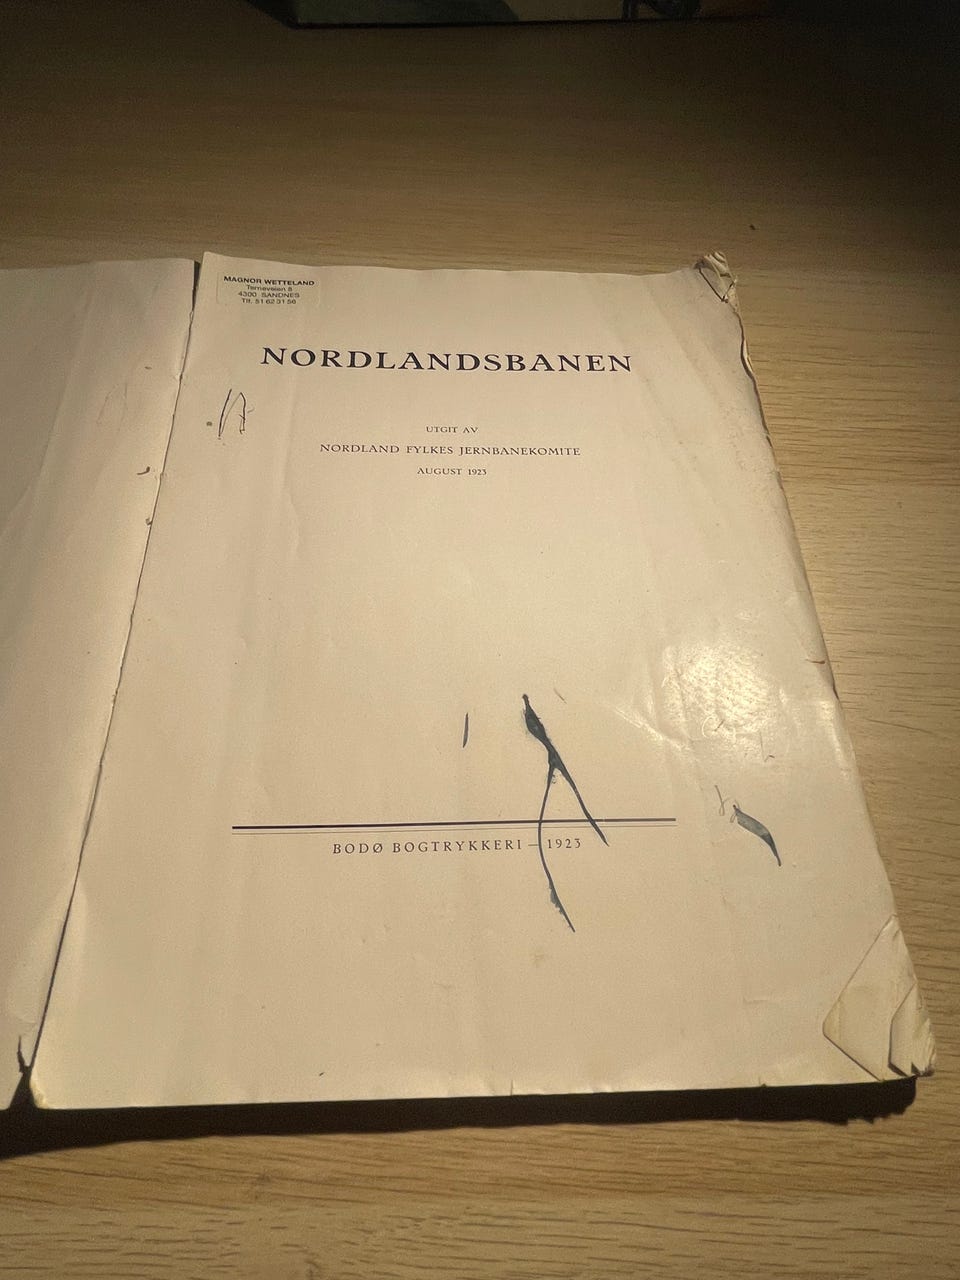 MAGNOR WETTELAND
Terneveien 8
4300 SANDNES
Tlf. 51 62 31 56
NORDLANDSBANEN
UTGIT AV
NORDLAND FYLKES JERNBANEKOMITE
AUGUST 1923
BODØ BOGTRYKKERI — 1923